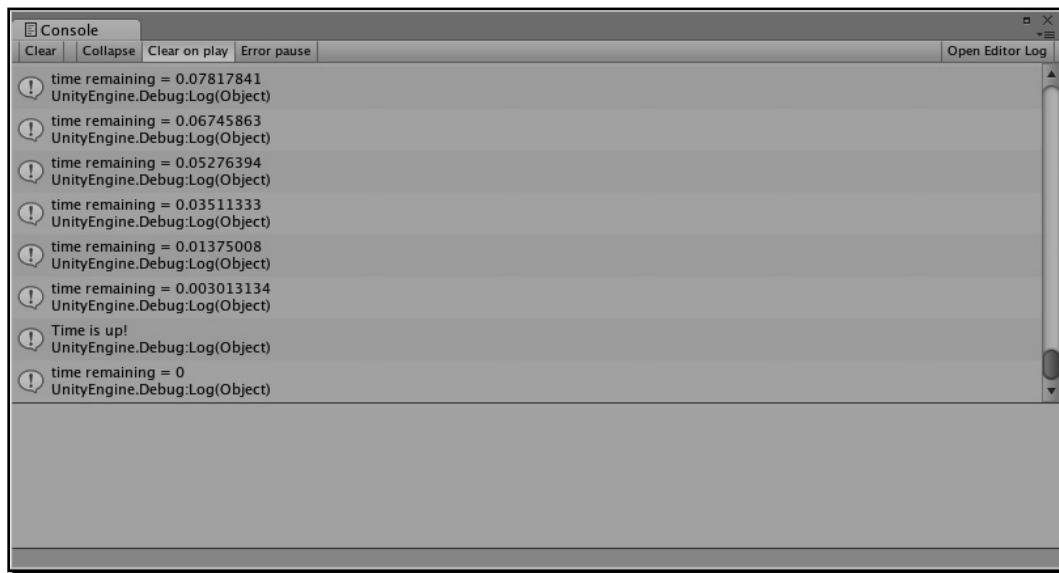 Console
Clear Collapse Clear on play Error pause Open Editor Log
time remaining = 0.07817841
UnityEngine.Debug:Log(Object)
time remaining = 0.06745863
UnityEngine.Debug:Log(Object)
time remaining = 0.05276394
UnityEngine.Debug:Log(Object)
time remaining = 0.03511333
UnityEngine.Debug:Log(Object)
time remaining = 0.01375008
UnityEngine.Debug:Log(Object)
time remaining = 0.003013134
UnityEngine.Debug:Log(Object)
Time is up!
UnityEngine.Debug:Log(Object)
time remaining = 0
UnityEngine.Debug:Log(Object)